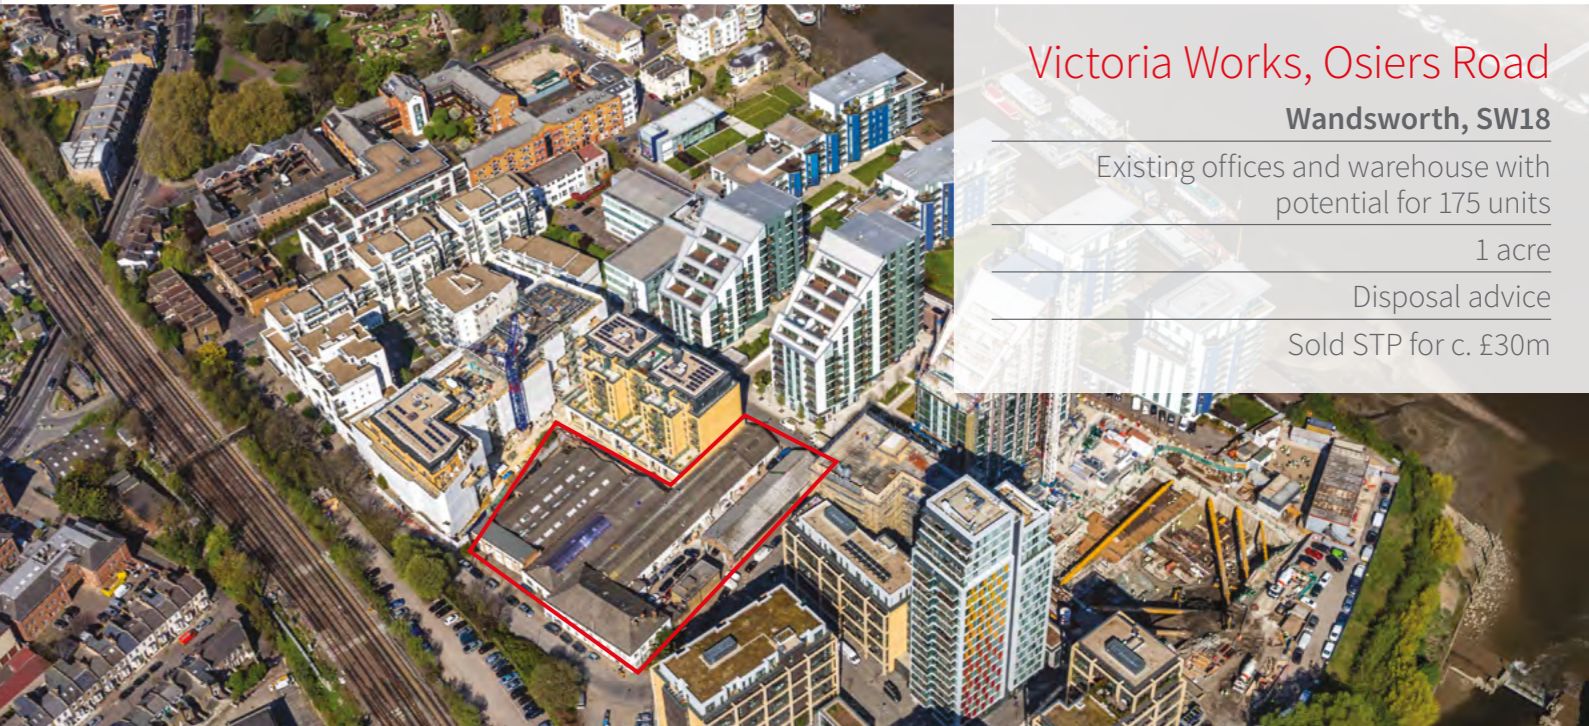 Victoria Works, Osiers Road
Wandsworth, SW18
Existing offices and warehouse with
potential for 175 units
1 acre
Disposal advice
Sold STP for c. £30m